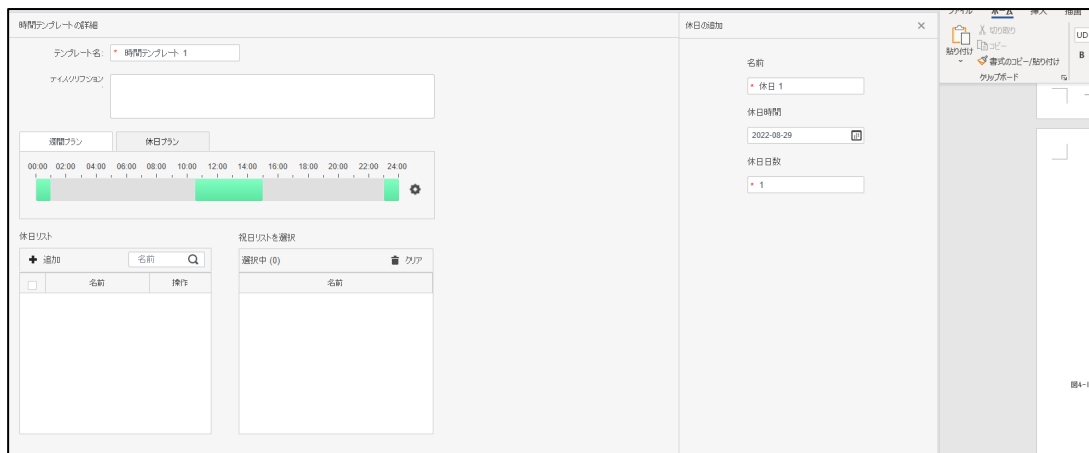 時間テンプレートの詳細
テンプレート名:
* 時間テンプレート 1
ディスクリプション:
週間プラン
休日プラン
00:00 02:00 04:00 06:00 08:00 10:00 12:00 14:00 16:00 18:00 20:00 22:00 24:00
休日リスト
祝日リストを選択
追加
名前
選択中 (0)
クリア
名前
操作
名前
休日の追加
×
名前
* 休日 1
休日時間
2022-08-29
休日日数
* 1
ファイル ホーム 挿入 描画
貼り付け
切り取り
コピー
書式のコピー/貼り付け
クリップボード
UD
B
図4-1